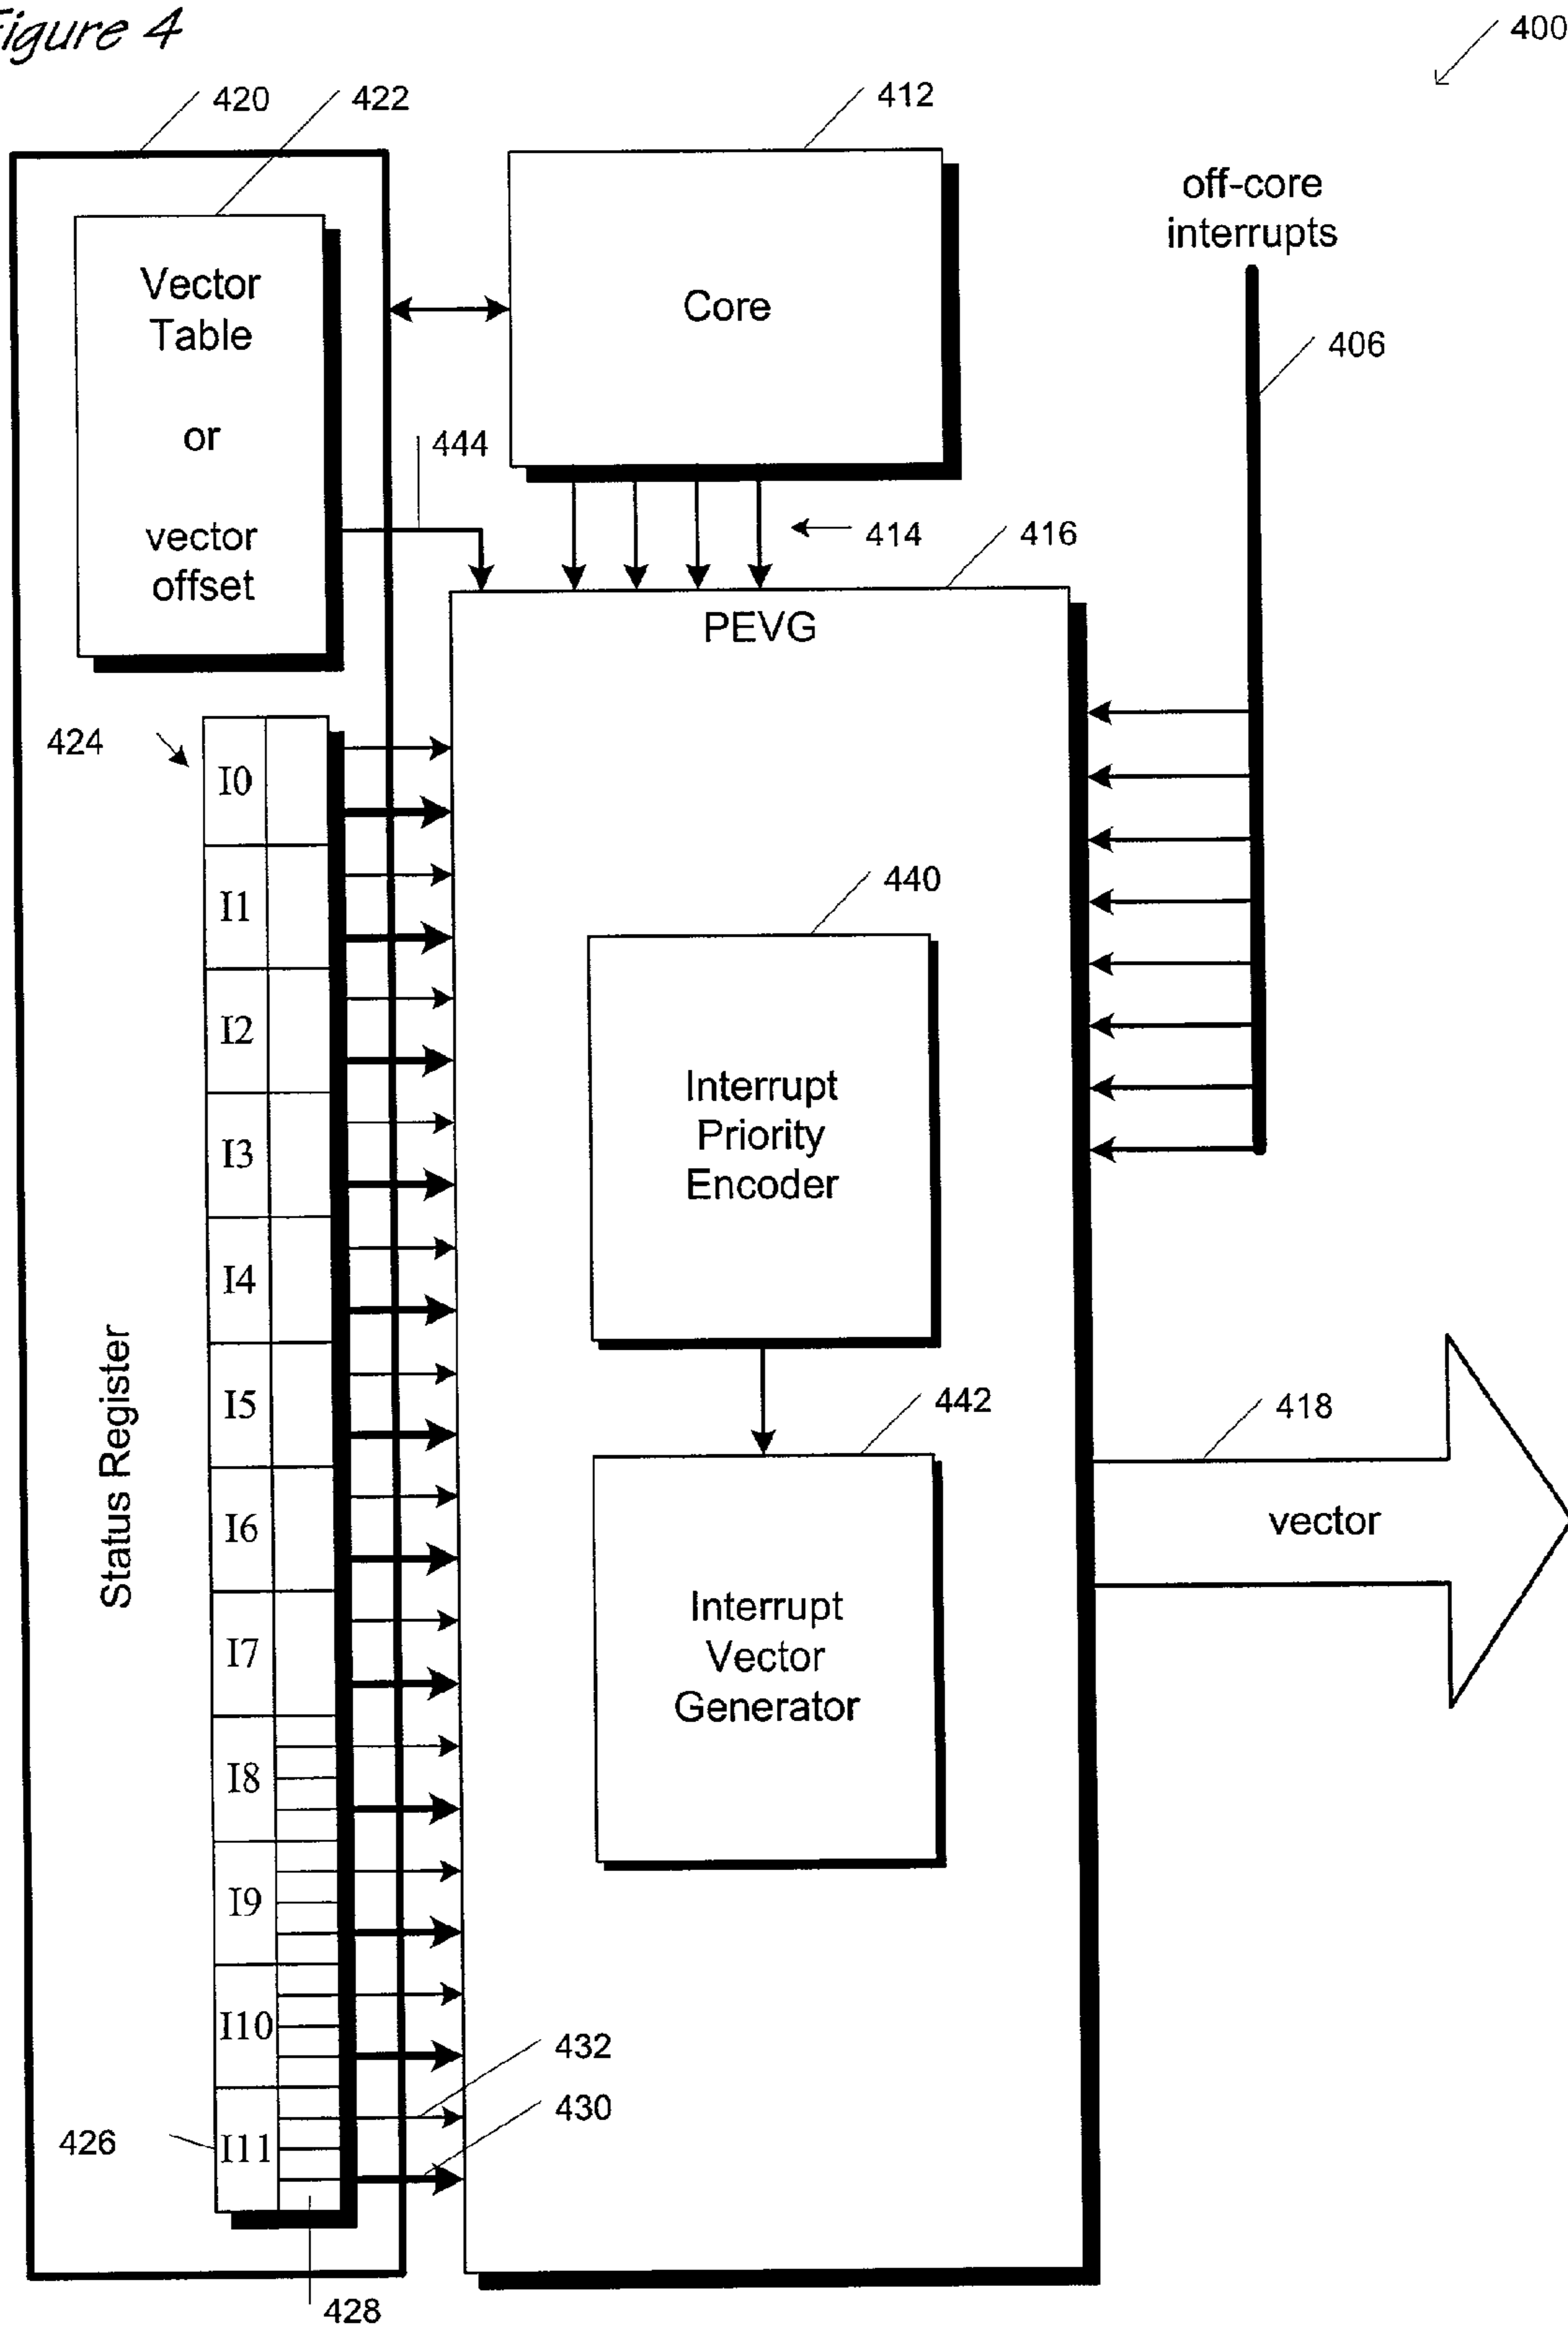 Figure 4
400
420
422
412
off-core
interrupts
Vector
Table
or
vector
offset
Core
406
444
414
416
PEVG
424
I0
I1
I2
I3
I4
I5
I6
I7
I8
I9
I10
I11
Status Register
440
Interrupt
Priority
Encoder
442
Interrupt
Vector
Generator
418
vector
432
430
426
428